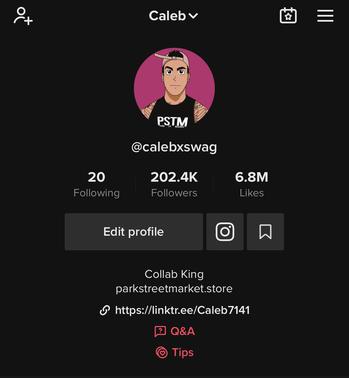 Caleb
PSTM
@calebxswag
20 202.4K 6.8M
Following Followers Likes
Edit profile
Collab King
parkstreetmarket.store
https://linktr.ee/Caleb7141
Q&A
Tips